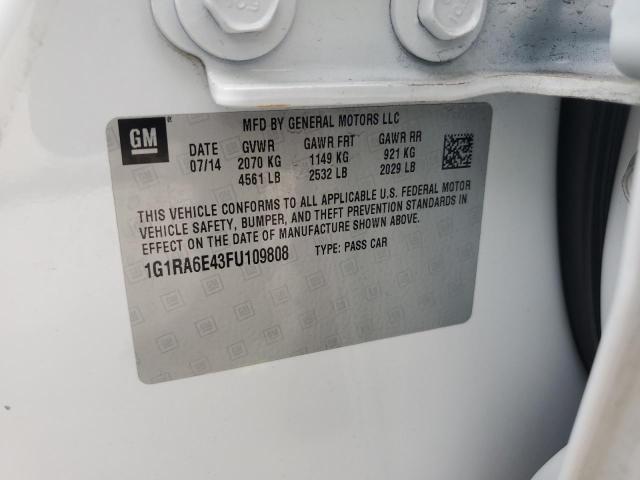 GM
MFD BY GENERAL MOTORS LLC
DATE GVWR GAWR FRT GAWR RR
07/14 2070 KG 1149 KG 921 KG
4561 LB 2532 LB 2029 LB
THIS VEHICLE CONFORMS TO ALL APPLICABLE U.S. FEDERAL MOTOR
VEHICLE SAFETY, BUMPER, AND THEFT PREVENTION STANDARDS IN
EFFECT ON THE DATE OF MANUFACTURE SHOWN ABOVE.
1G1RA6E43FU109808 TYPE: PASS CAR